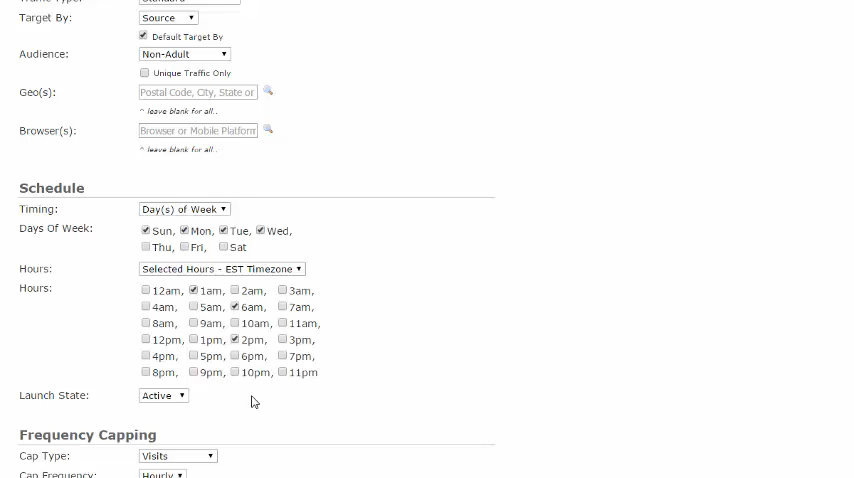 Traffic Type: Standard
Target By: Source
Default Target By
Audience: Non-Adult
Unique Traffic Only
Geo(s): Postal Code, City, State or
^ leave blank for all..
Browser(s): Browser or Mobile Platform
^ leave blank for all..
Schedule
Timing: Day(s) of Week
Days Of Week: Sun, Mon, Tue, Wed,
Thu, Fri, Sat
Hours: Selected Hours - EST Timezone
Hours: 12am, 1am, 2am, 3am,
4am, 5am, 6am, 7am,
8am, 9am, 10am, 11am,
12pm, 1pm, 2pm, 3pm,
4pm, 5pm, 6pm, 7pm,
8pm, 9pm, 10pm, 11pm
Launch State: Active
Frequency Capping
Cap Type: Visits
Cap Frequency: Hourly